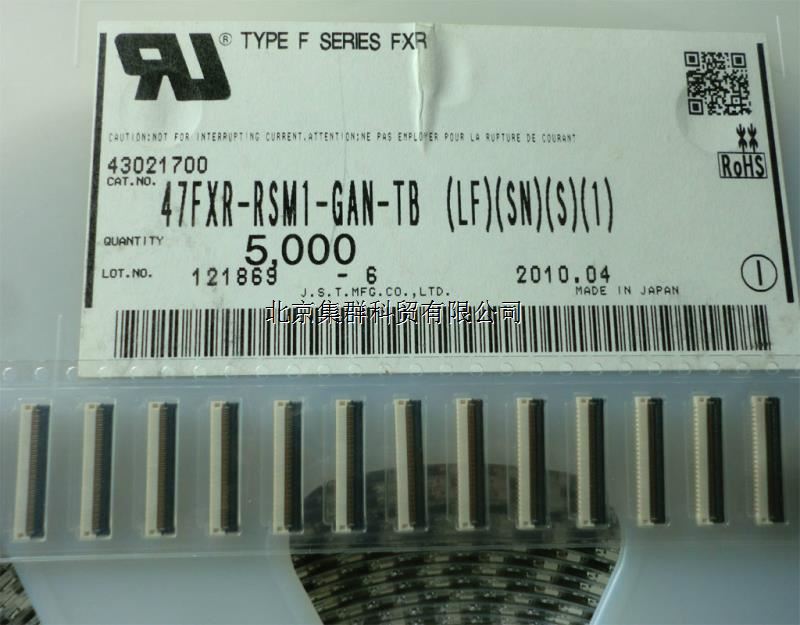 ® TYPE F SERIES FXR
CAUTION:NOT FOR INTERRUPTING CURRENT.ATTENTION:NE PAS EMPLOYER POUR LA RUPTURE DE COURANT
43021700
RoHS
CAT.NO. 47FXR-RSM1-GAN-TB (LF)(SN)(S)(1)
QUANTITY 5,000
LOT.NO. 121869 -6 2010.04
J.S.T.MFG.CO.,LTD. MADE IN JAPAN
北京集群科贸有限公司